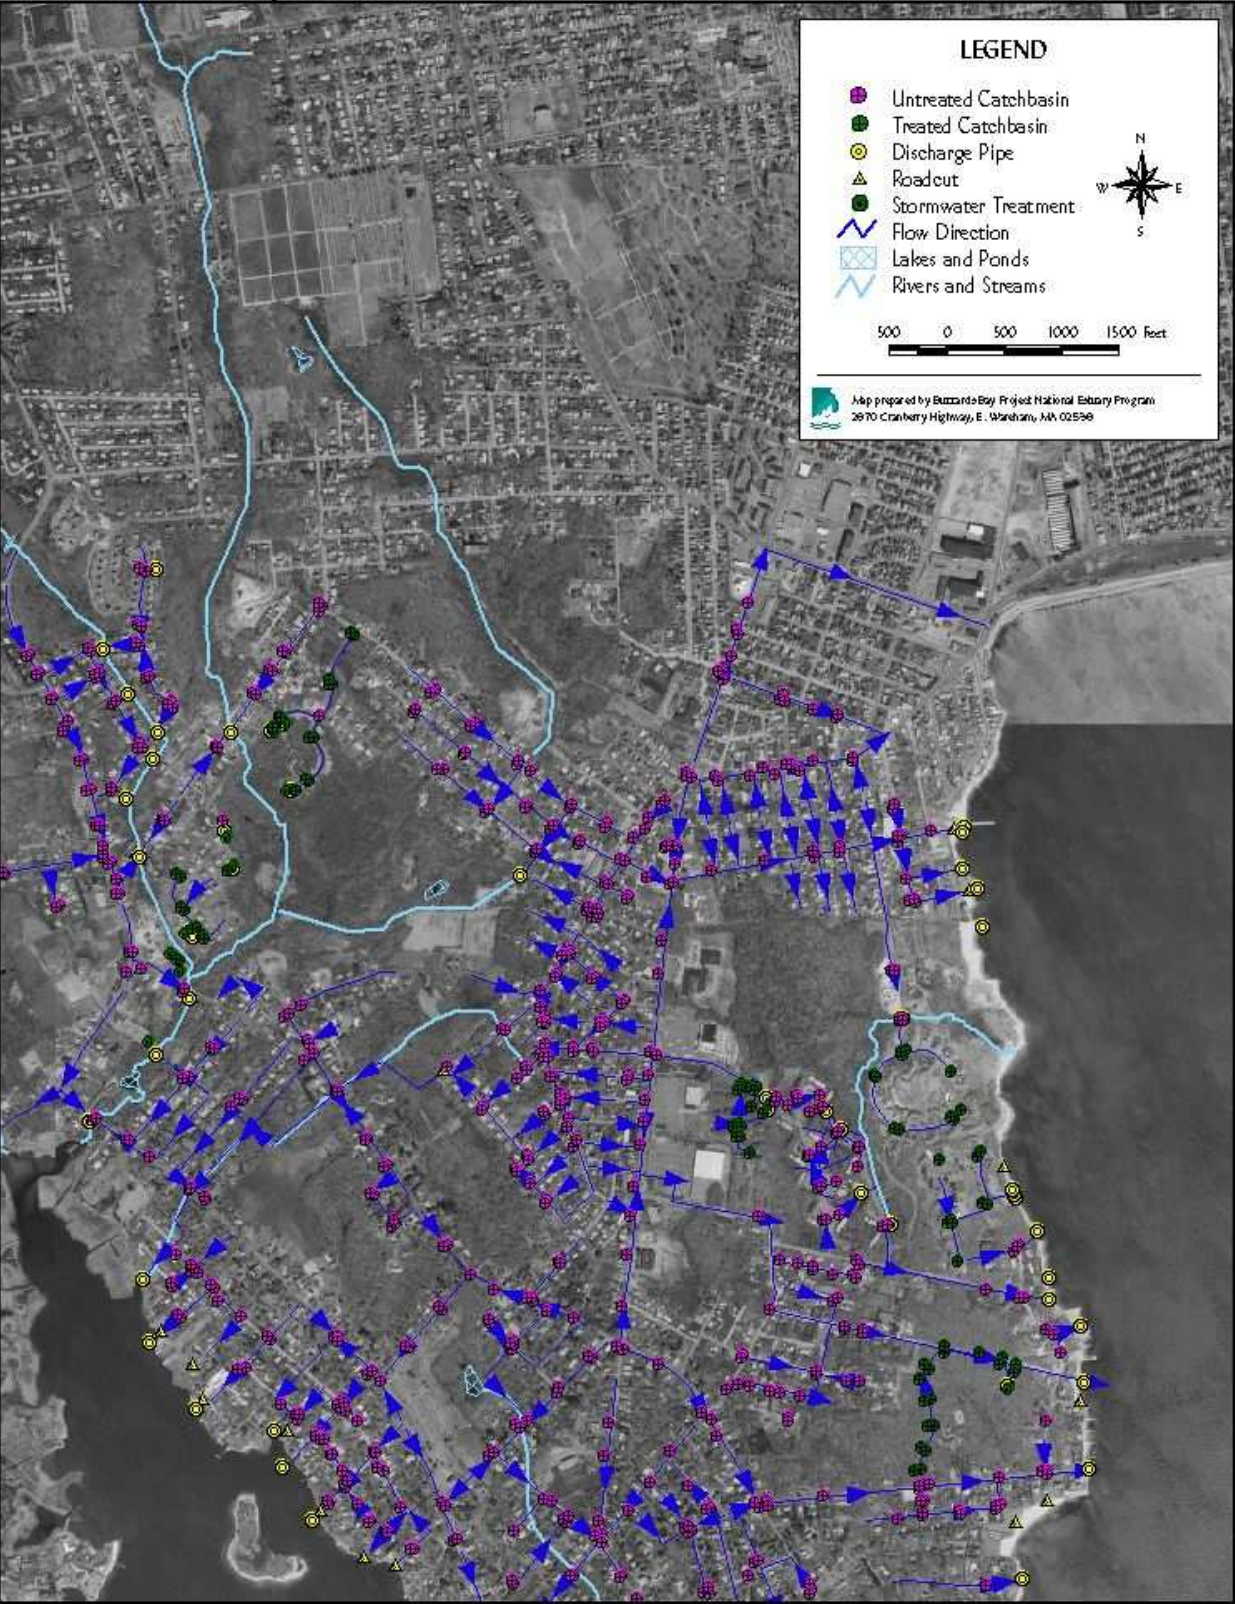 LEGEND
Untreated Catchbasin
Treated Catchbasin
Discharge Pipe
Roadcut
Stormwater Treatment
Flow Direction
Lakes and Ponds
Rivers and Streams
N
W E
S
500 0 500 1000 1500 Feet
Map prepared by Buzzards Bay Project National Estuary Program
2870 Cranberry Highway, E. Wareham, MA 02538